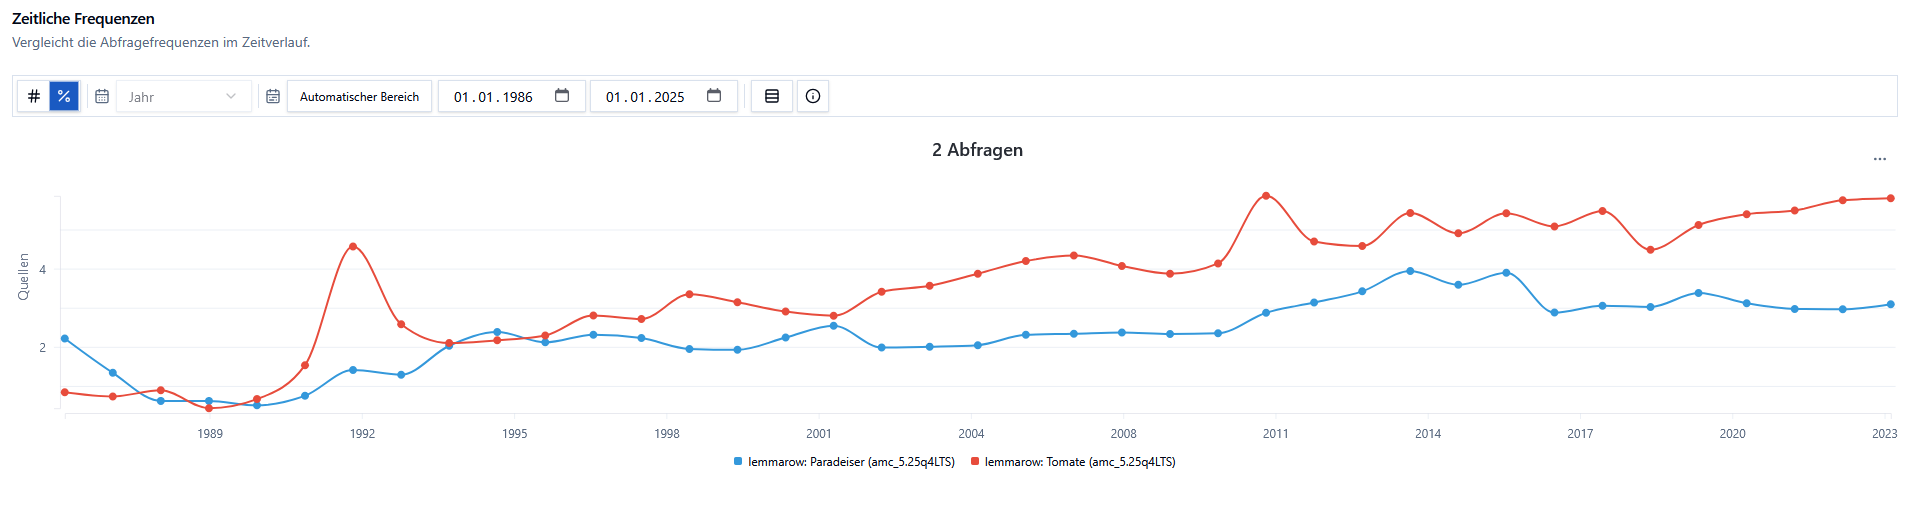 Zeitliche Frequenzen
Vergleicht die Abfragefrequenzen im Zeitverlauf.
# % Jahr Automatischer Bereich 01.01.1986 01.01.2025
2 Abfragen
...
Quellen
4
2
1989 1992 1995 1998 2001 2004 2008 2011 2014 2017 2020 2023
lemmarow: Paradeiser (amc_5.25q4LTS) lemmarow: Tomate (amc_5.25q4LTS)